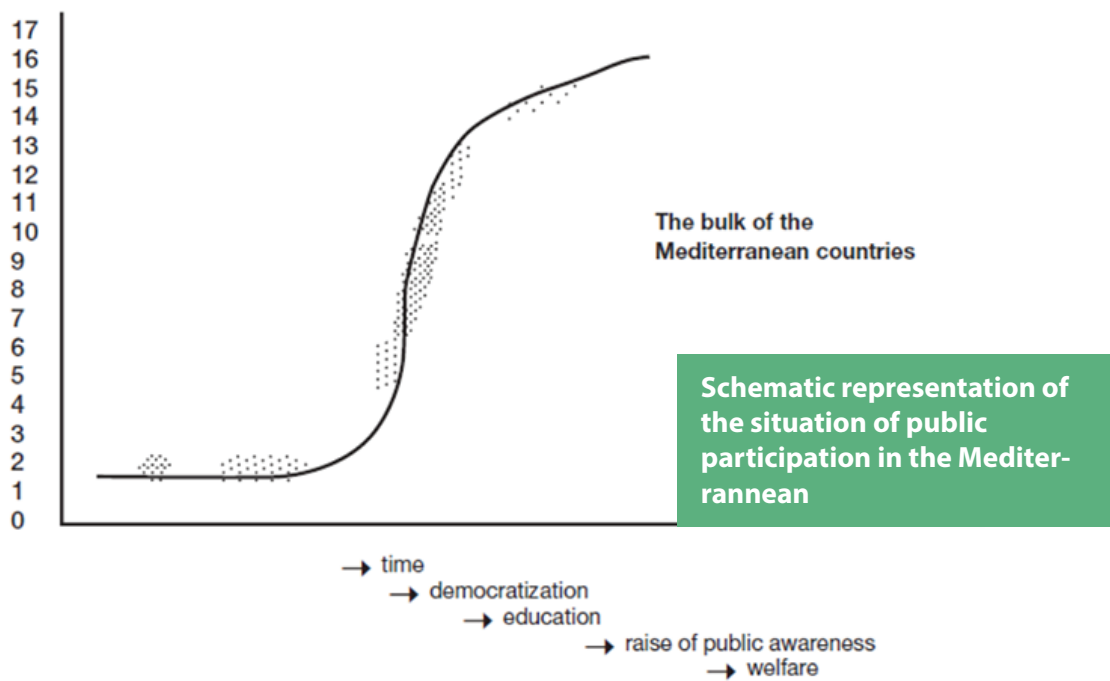 17
16
15
14
13
12
11
10
9
8
7
6
5
4
3
2
1
0
The bulk of the
Mediterranean countries
Schematic representation of
the situation of public
participation in the Mediter-
rannean
→ time
→ democratization
→ education
→ raise of public awareness
→ welfare